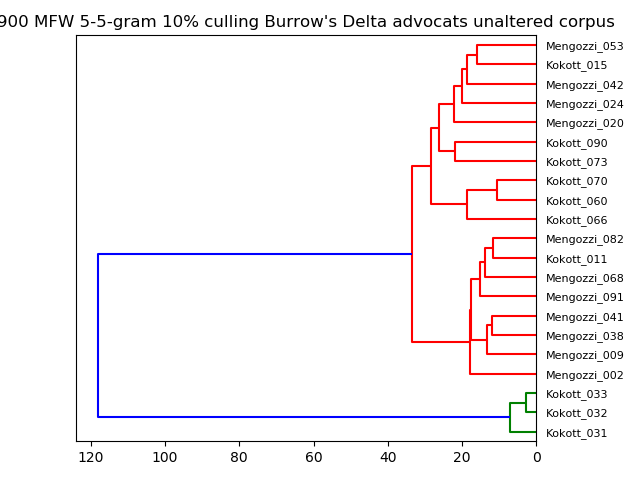 900 MFW 5-5-gram 10% culling Burrow's Delta advocats unaltered corpus
Mengozzi_053
Kokott_015
Mengozzi_042
Mengozzi_024
Mengozzi_020
Kokott_090
Kokott_073
Kokott_070
Kokott_060
Kokott_066
Mengozzi_082
Kokott_011
Mengozzi_068
Mengozzi_091
Mengozzi_041
Mengozzi_038
Mengozzi_009
Mengozzi_002
Kokott_033
Kokott_032
Kokott_031
120 100 80 60 40 20 0